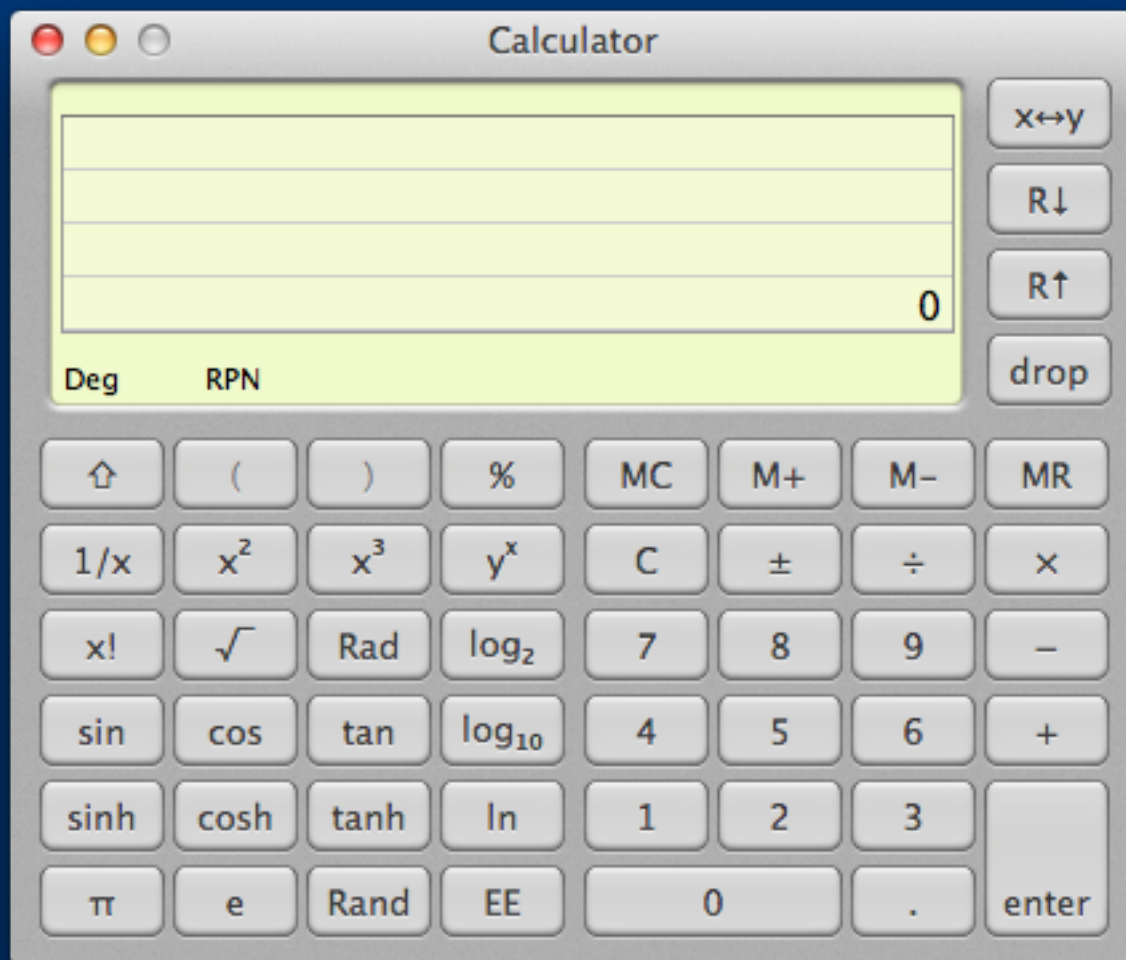 Calculator
x↔y
R↓
R↑
0
drop
Deg RPN
⇧ ( ) % MC M+ M− MR
1/x x² x³ yˣ C ± ÷ ×
x! √ Rad log₂ 7 8 9 −
sin cos tan log₁₀ 4 5 6 +
sinh cosh tanh ln 1 2 3
π e Rand EE 0 . enter